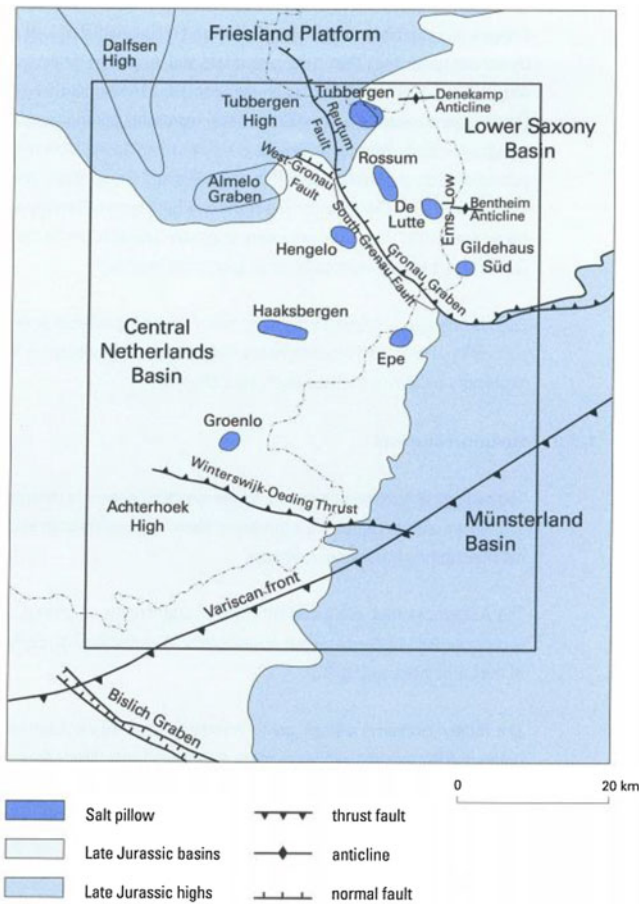 Friesland Platform
Dalfsen
High
Tubbergen
Denekamp
Anticline
Tubbergen
High
Reutum
Fault
Lower Saxony
Basin
Rossum
West-Gronau
Fault
Almelo
Graben
De
Lutte
Ems-Low
Bentheim
Anticline
Hengelo
South Gronau Fault
Gronau Graben
Gildehaus
Süd
Haaksbergen
Central
Netherlands
Basin
Epe
Groenlo
Winterswijk-Oeding Thrust
Achterhoek
High
Münsterland
Basin
Variscan-front
Bislich Graben
0 20 km
Salt pillow thrust fault
Late Jurassic basins anticline
Late Jurassic highs normal fault